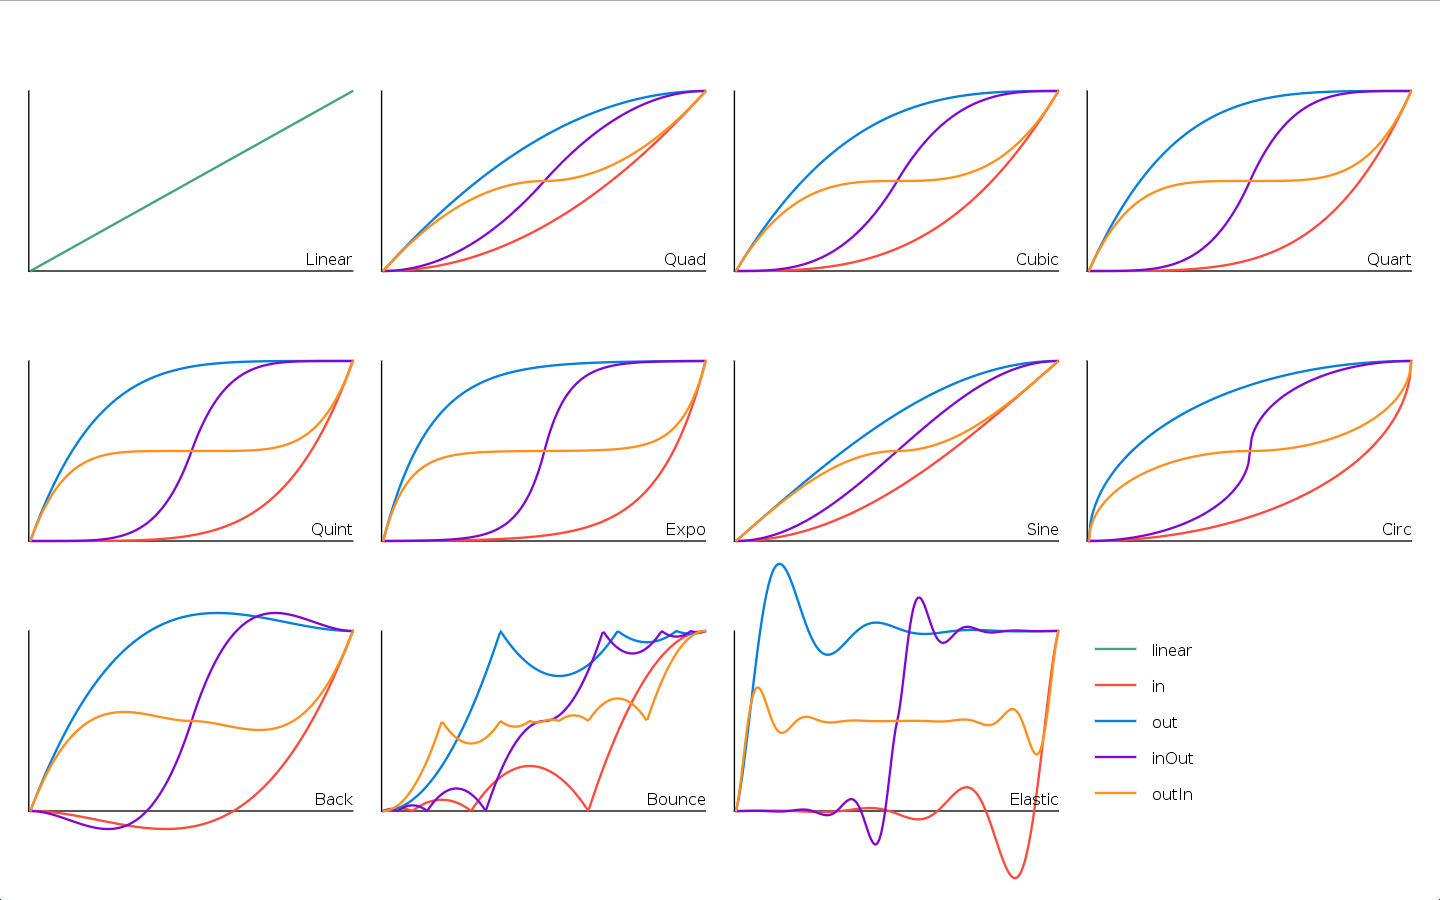 Linear
Quad
Cubic
Quart
Quint
Expo
Sine
Circ
Back
Bounce
Elastic
linear
in
out
inOut
outIn